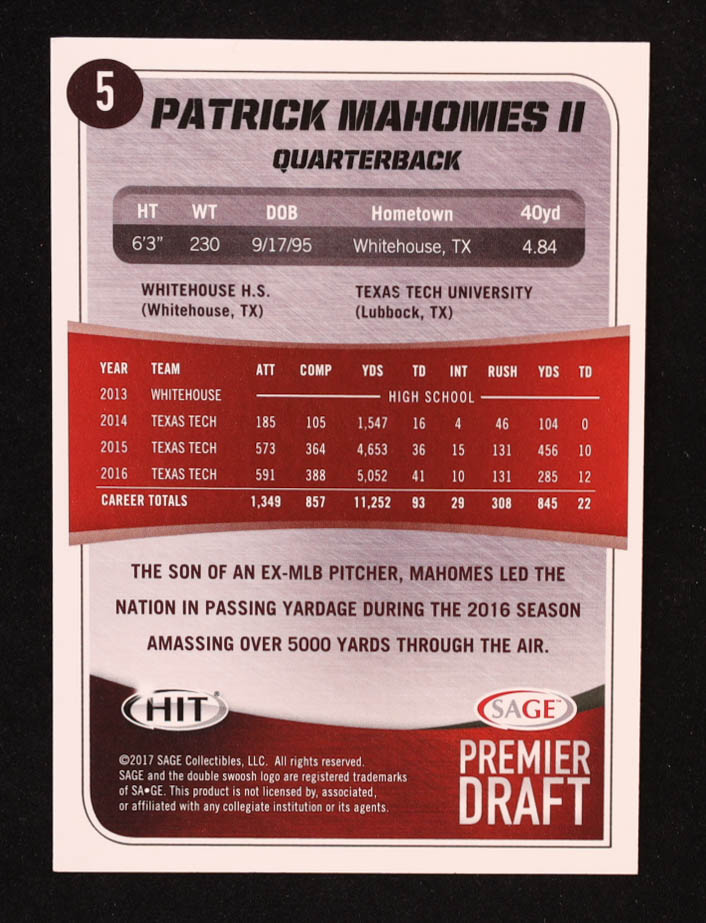 5
PATRICK MAHOMES II
QUARTERBACK
HT WT DOB Hometown 40yd
6'3" 230 9/17/95 Whitehouse, TX 4.84
WHITEHOUSE H.S. TEXAS TECH UNIVERSITY
(Whitehouse, TX) (Lubbock, TX)
YEAR TEAM ATT COMP YDS TD INT RUSH YDS TD
2013 WHITEHOUSE HIGH SCHOOL
2014 TEXAS TECH 185 105 1,547 16 4 46 104 0
2015 TEXAS TECH 573 364 4,653 36 15 131 456 10
2016 TEXAS TECH 591 388 5,052 41 10 131 285 12
CAREER TOTALS 1,349 857 11,252 93 29 308 845 22
THE SON OF AN EX-MLB PITCHER, MAHOMES LED THE
NATION IN PASSING YARDAGE DURING THE 2016 SEASON
AMASSING OVER 5000 YARDS THROUGH THE AIR.
HIT®
SAGE™
PREMIER
DRAFT
©2017 SAGE Collectibles, LLC. All rights reserved.
SAGE and the double swoosh logo are registered trademarks
of SA•GE. This product is not licensed by, associated,
or affiliated with any collegiate institution or its agents.